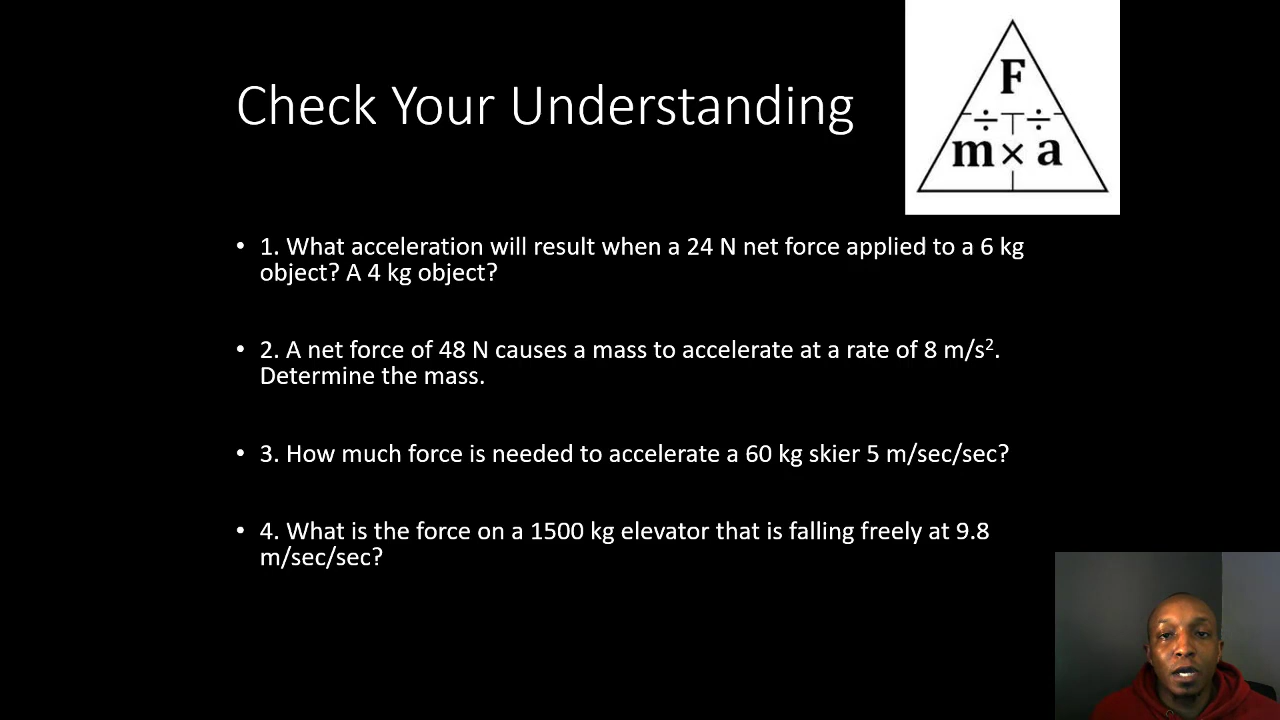 Check Your Understanding
F
÷ ÷
m × a
• 1. What acceleration will result when a 24 N net force applied to a 6 kg
object? A 4 kg object?
• 2. A net force of 48 N causes a mass to accelerate at a rate of 8 m/s².
Determine the mass.
• 3. How much force is needed to accelerate a 60 kg skier 5 m/sec/sec?
• 4. What is the force on a 1500 kg elevator that is falling freely at 9.8
m/sec/sec?